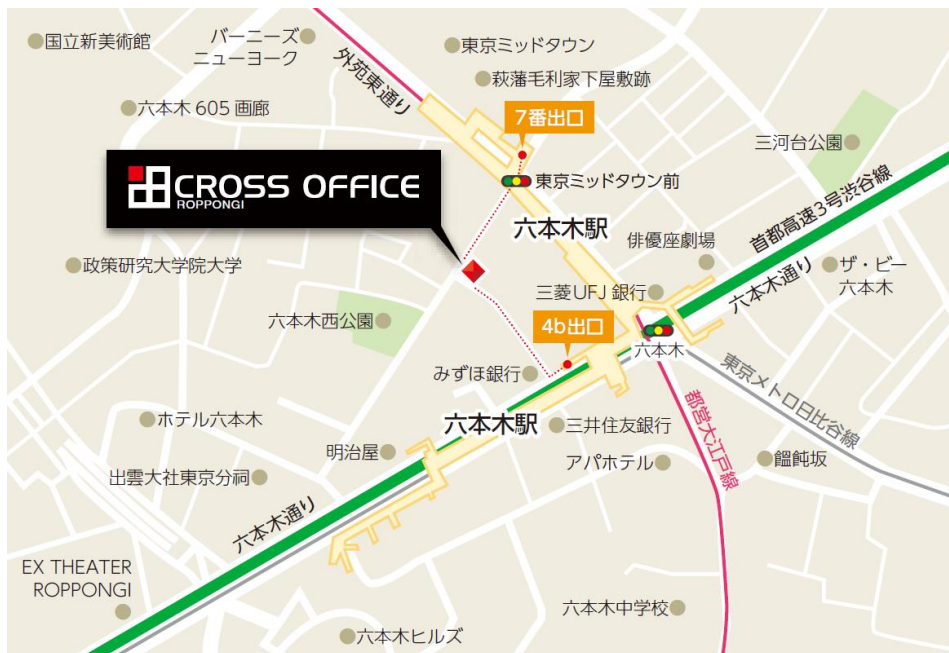 国立新美術館
バーニーズ
ニューヨーク
外苑東通り
東京ミッドタウン
萩藩毛利家下屋敷跡
六本木 605 画廊
7番出口
三河台公園
CROSS OFFICE
ROPPONGI
東京ミッドタウン前
六本木駅
首都高速3号渋谷線
俳優座劇場
六本木通り
ザ・ビー
六本木
政策研究大学院大学
三菱UFJ 銀行
六本木西公園
4b出口
六本木
みずほ銀行
東京メトロ日比谷線
都営大江戸線
ホテル六本木
六本木駅
三井住友銀行
明治屋
アパホテル
饂飩坂
出雲大社東京分祠
六本木通り
EX THEATER
ROPPONGI
六本木中学校
六本木ヒルズ